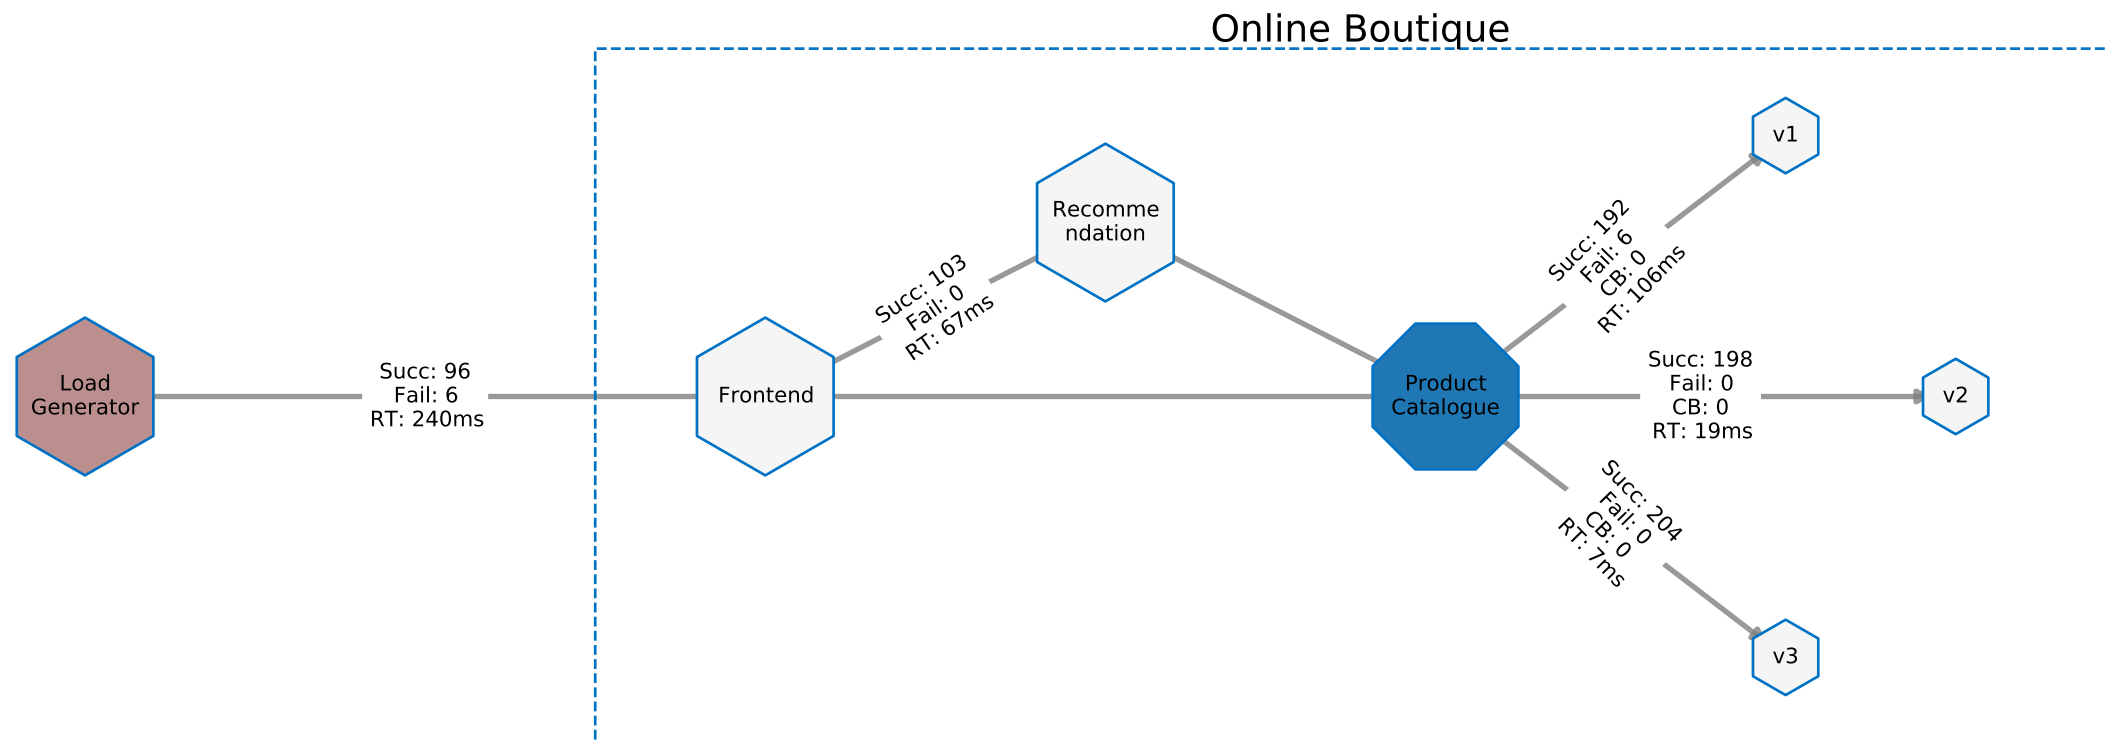 Online Boutique
Load
Generator
Succ: 96
Fail: 6
RT: 240ms
Frontend
Succ: 103
Fail: 0
RT: 67ms
Recomme
ndation
Product
Catalogue
Succ: 192
Fail: 6
CB: 0
RT: 106ms
v1
Succ: 198
Fail: 0
CB: 0
RT: 19ms
v2
Succ: 204
Fail: 0
CB: 0
RT: 7ms
v3